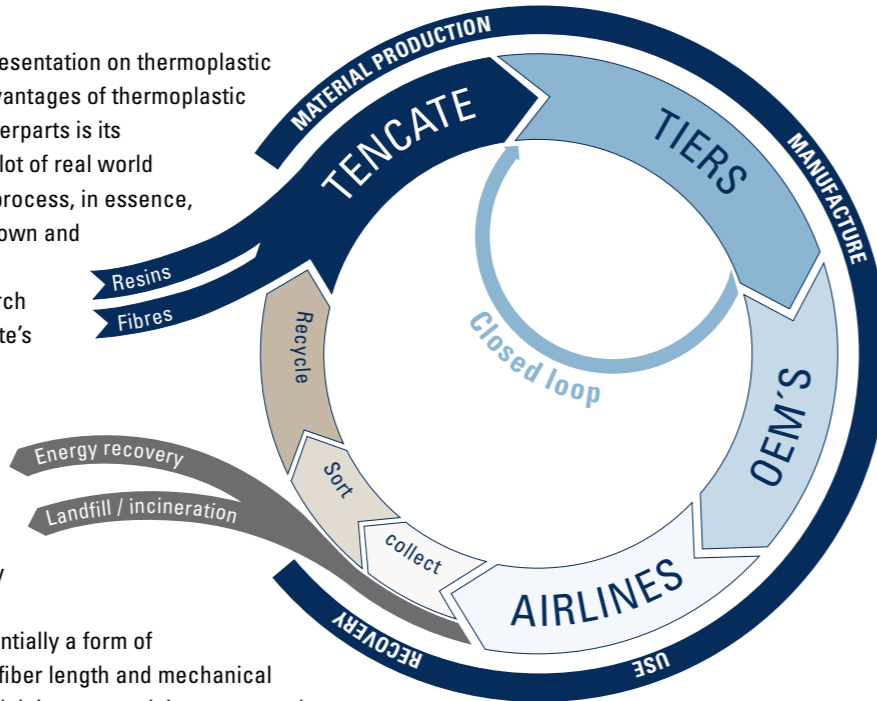 esentation on thermoplastic
vantages of thermoplastic
erparts is its
lot of real world
process, in essence,
own and
rch
te's
y
ntially a form of
fiber length and mechanical
MATERIAL PRODUCTION
MANUFACTURE
USE
RECOVERY
TENCATE
TIERS
OEM´S
AIRLINES
collect
Sort
Recycle
Closed loop
Resins
Fibres
Energy recovery
Landfill / incineration